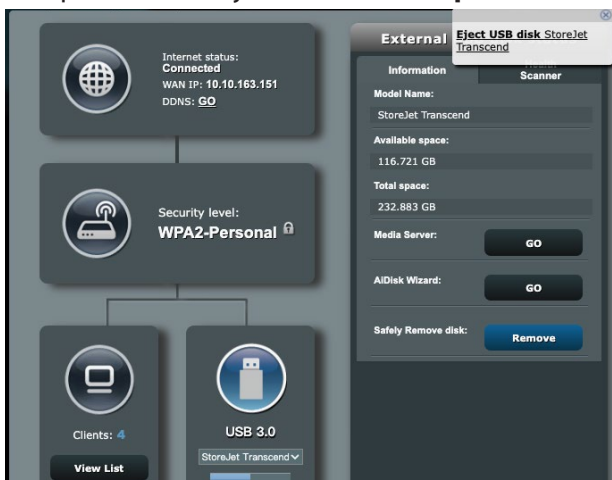 Internet status:
Connected
WAN IP: 10.10.163.151
DDNS: GO
Security level:
WPA2-Personal
Clients: 4
View List
USB 3.0
StoreJet Transcend
External
Eject USB disk StoreJet
Transcend
Information
Scanner
Model Name:
StoreJet Transcend
Available space:
116.721 GB
Total space:
232.883 GB
Media Server:
GO
AiDisk Wizard:
GO
Safely Remove disk:
Remove